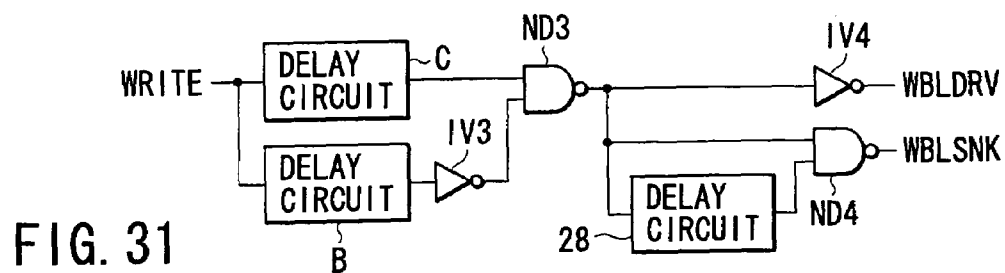 ND3
IV4
C
DELAY
CIRCUIT
WRITE
WBLDRV
IV3
WBLSNK
DELAY
CIRCUIT
DELAY
CIRCUIT
ND4
28
B
FIG. 31